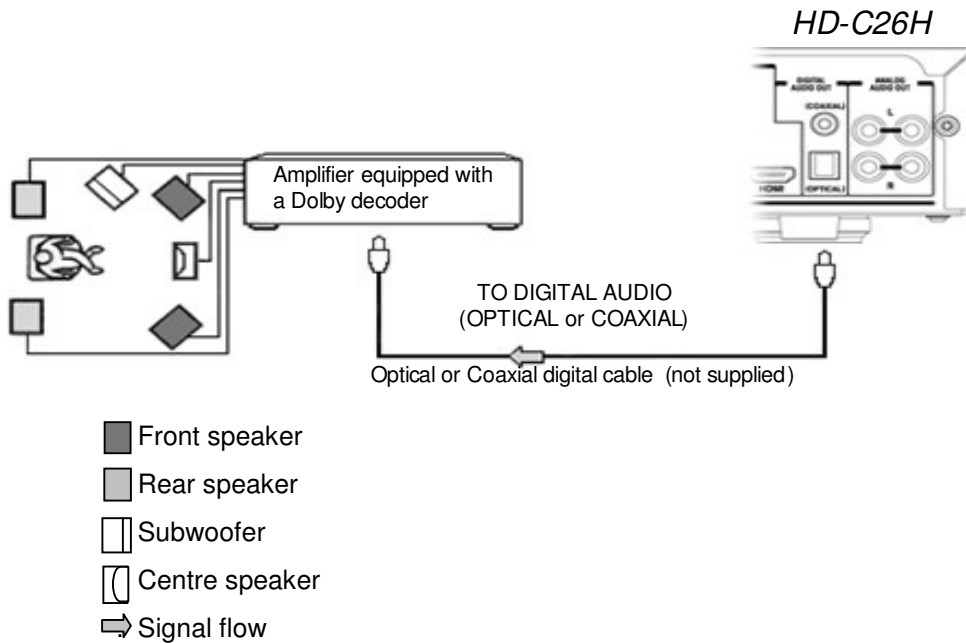 HD-C26H
DIGITAL
AUDIO OUT
ANALOG
AUDIO OUT
(COAXIAL)
L
HDMI
(OPTICAL)
R
Amplifier equipped with
a Dolby decoder
TO DIGITAL AUDIO
(OPTICAL or COAXIAL)
Optical or Coaxial digital cable (not supplied)
Front speaker
Rear speaker
Subwoofer
Centre speaker
Signal flow